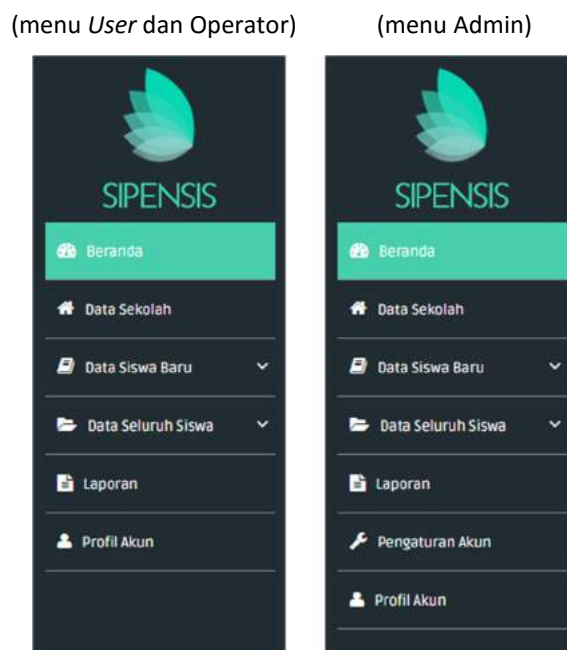 (menu User dan Operator)
SIPENSIS
Beranda
Data Sekolah
Data Siswa Baru
Data Seluruh Siswa
Laporan
Profil Akun
(menu Admin)
SIPENSIS
Beranda
Data Sekolah
Data Siswa Baru
Data Seluruh Siswa
Laporan
Pengaturan Akun
Profil Akun